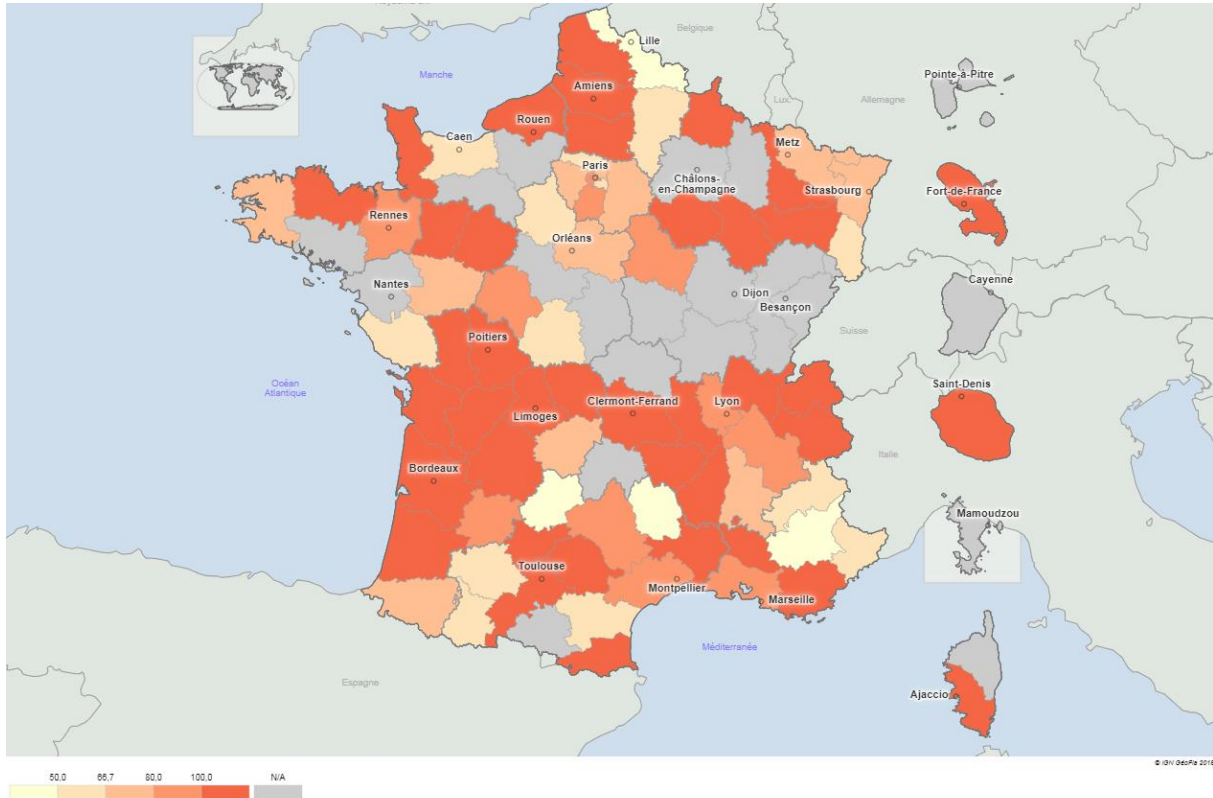 Royaume-Uni
Belgique
Lille
Manche
Pointe-à-Pitre
Amiens
Lux.
Allemagne
Rouen
Caen
Metz
Paris
Châlons-
en-Champagne
Strasbourg
Fort-de-France
Rennes
Orléans
Nantes
Dijon
Besançon
Cayenne
Suisse
Poitiers
Océan
Atlantique
Saint-Denis
Clermont-Ferrand
Lyon
Limoges
Italie
Bordeaux
Mamoudzou
Toulouse
Montpellier
Marseille
Méditerranée
Espagne
Ajaccio
© IGN GéoFla 2016
50,0 66,7 80,0 100,0 N/A